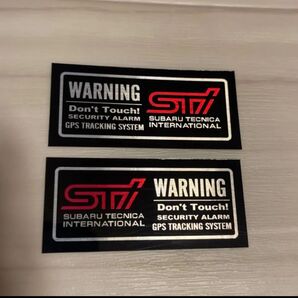 WARNING
Don't Touch!
SECURITY ALARM
GPS TRACKING SYSTEM
STI
SUBARU TECNICA
INTERNATIONAL
STI
SUBARU TECNICA
INTERNATIONAL
WARNING
Don't Touch!
SECURITY ALARM
GPS TRACKING SYSTEM